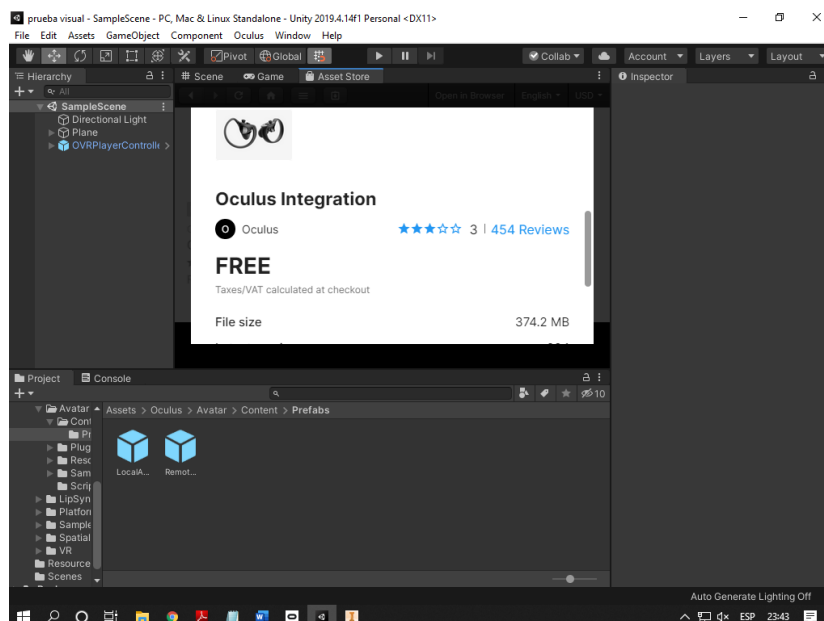 prueba visual - SampleScene - PC, Mac & Linux Standalone - Unity 2019.4.14f1 Personal <DX11>
File Edit Assets GameObject Component Oculus Window Help
Pivot Global Collab Account Layers Layout
Hierarchy Scene Game Asset Store Inspector
All Open in Browser English USD
SampleScene
Directional Light
Plane
OVRPlayerControlle
Oculus Integration
Oculus 3 | 454 Reviews
FREE
Taxes/VAT calculated at checkout
File size 374.2 MB
Project Console
10
Avatar Assets > Oculus > Avatar > Content > Prefabs
Cont
Pr
Plug
Resc
Sam
Scrip
LocalA... Remot...
LipSyn
Platforr
Sample
Spatial
VR
Resource
Scenes
Auto Generate Lighting Off
ESP 23:43